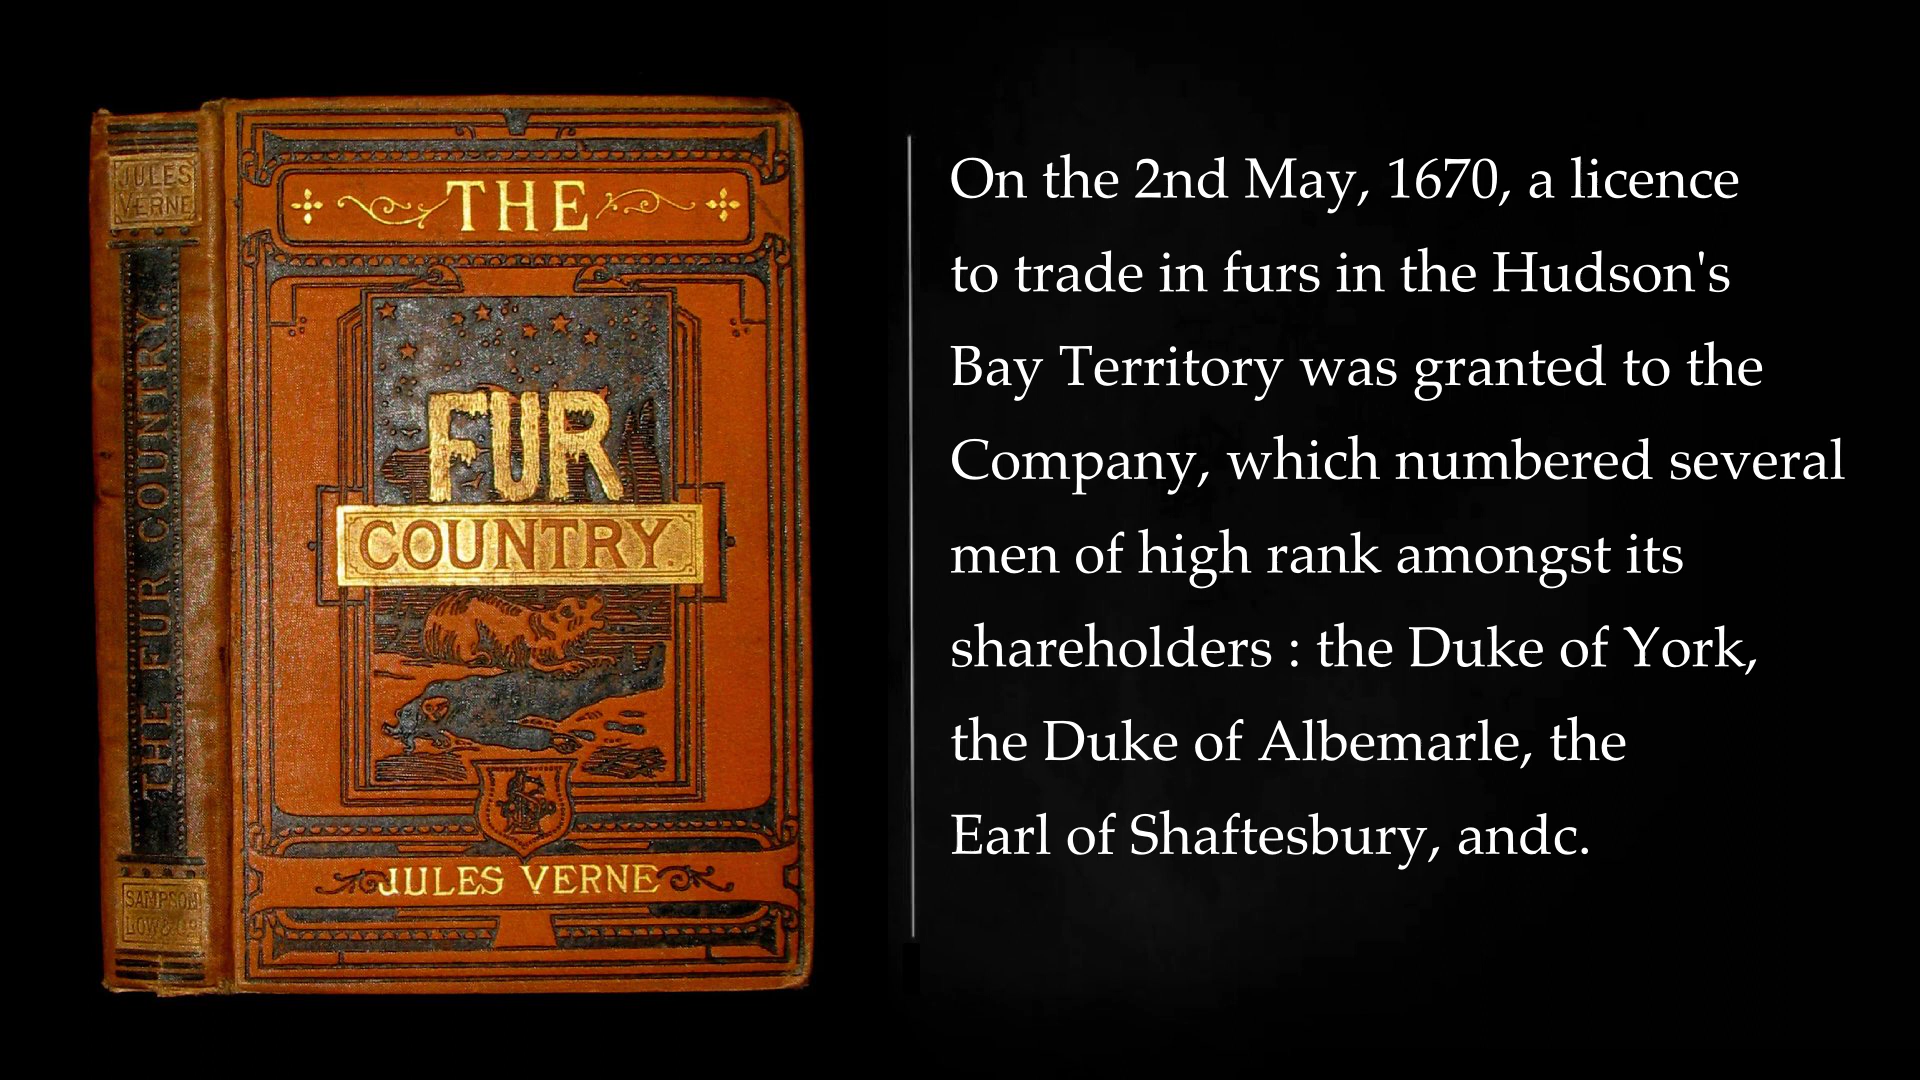 JULES
VERNE
THE FUR COUNTRY.
SAMPSON
LOW & Co
THE
FUR
COUNTRY.
JULES VERNE
On the 2nd May, 1670, a licence
to trade in furs in the Hudson's
Bay Territory was granted to the
Company, which numbered several
men of high rank amongst its
shareholders : the Duke of York,
the Duke of Albemarle, the
Earl of Shaftesbury, andc.